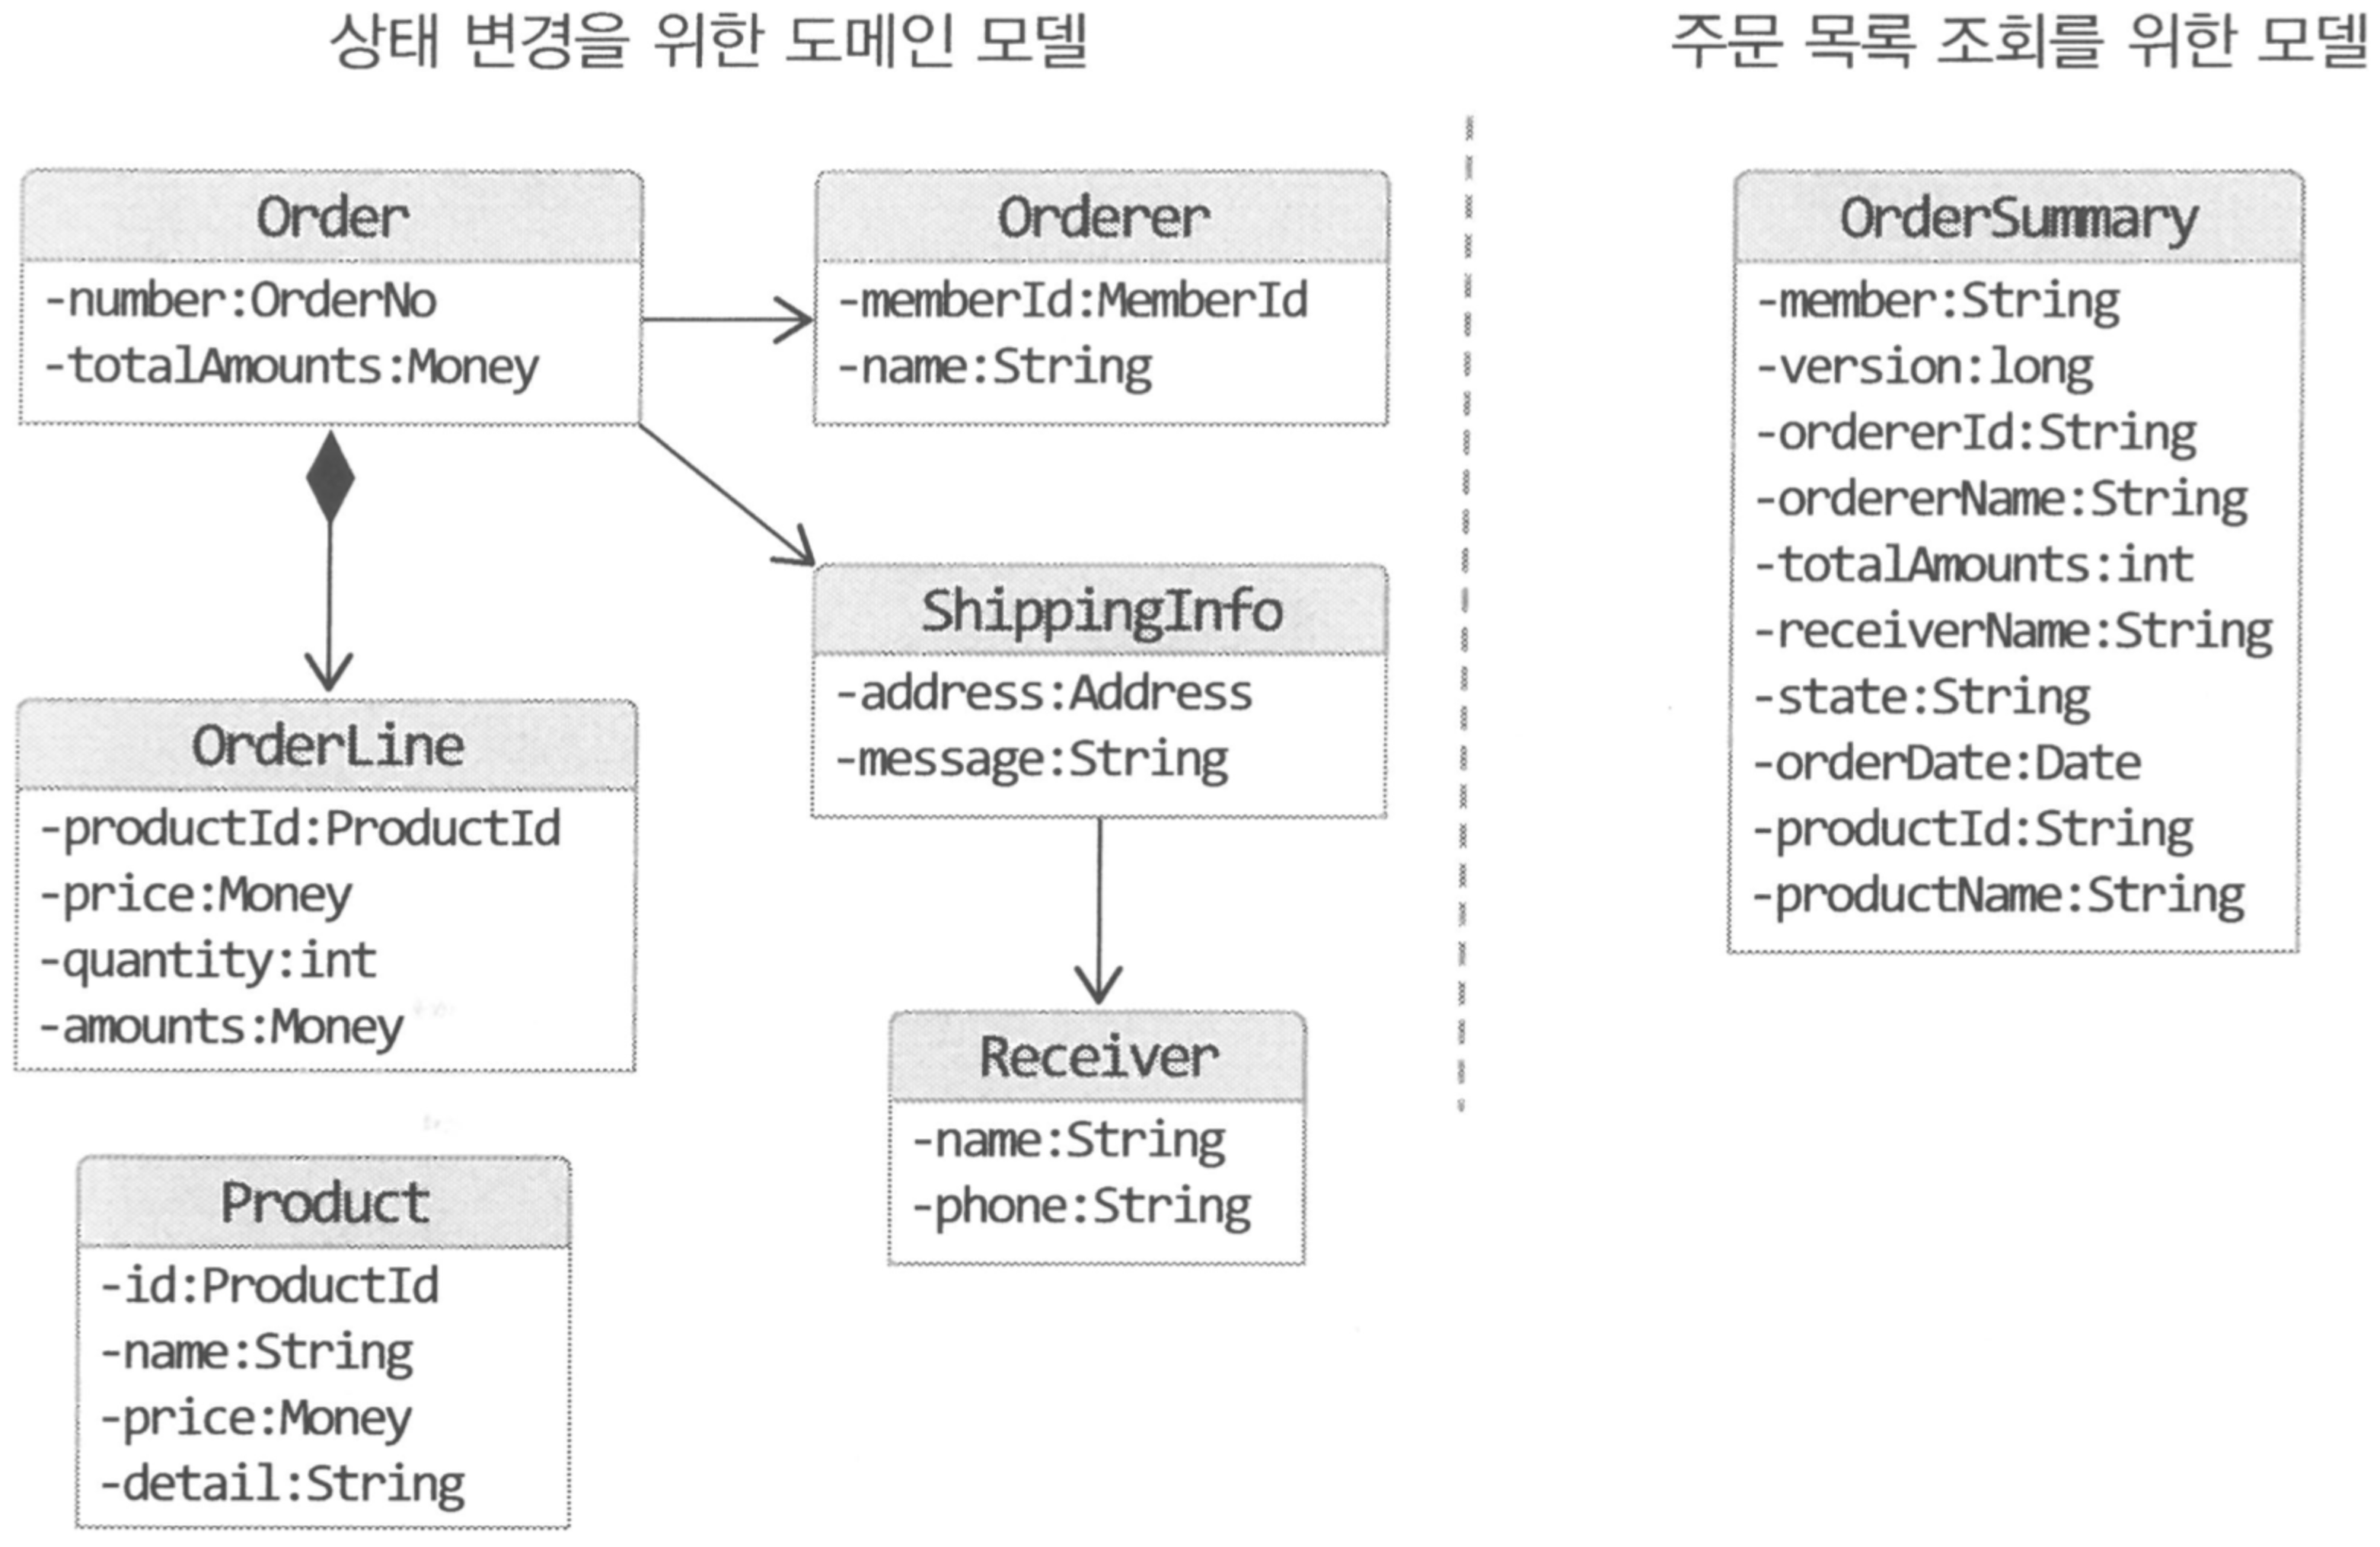 상태 변경을 위한 도메인 모델
주문 목록 조회를 위한 모델
Order
-number:OrderNo
-totalAmounts:Money
Orderer
-memberId:MemberId
-name:String
ShippingInfo
-address:Address
-message:String
OrderLine
-productId:ProductId
-price:Money
-quantity:int
-amounts:Money
Receiver
-name:String
-phone:String
Product
-id:ProductId
-name:String
-price:Money
-detail:String
OrderSummary
-member:String
-version:long
-ordererId:String
-ordererName:String
-totalAmounts:int
-receiverName:String
-state:String
-orderDate:Date
-productId:String
-productName:String